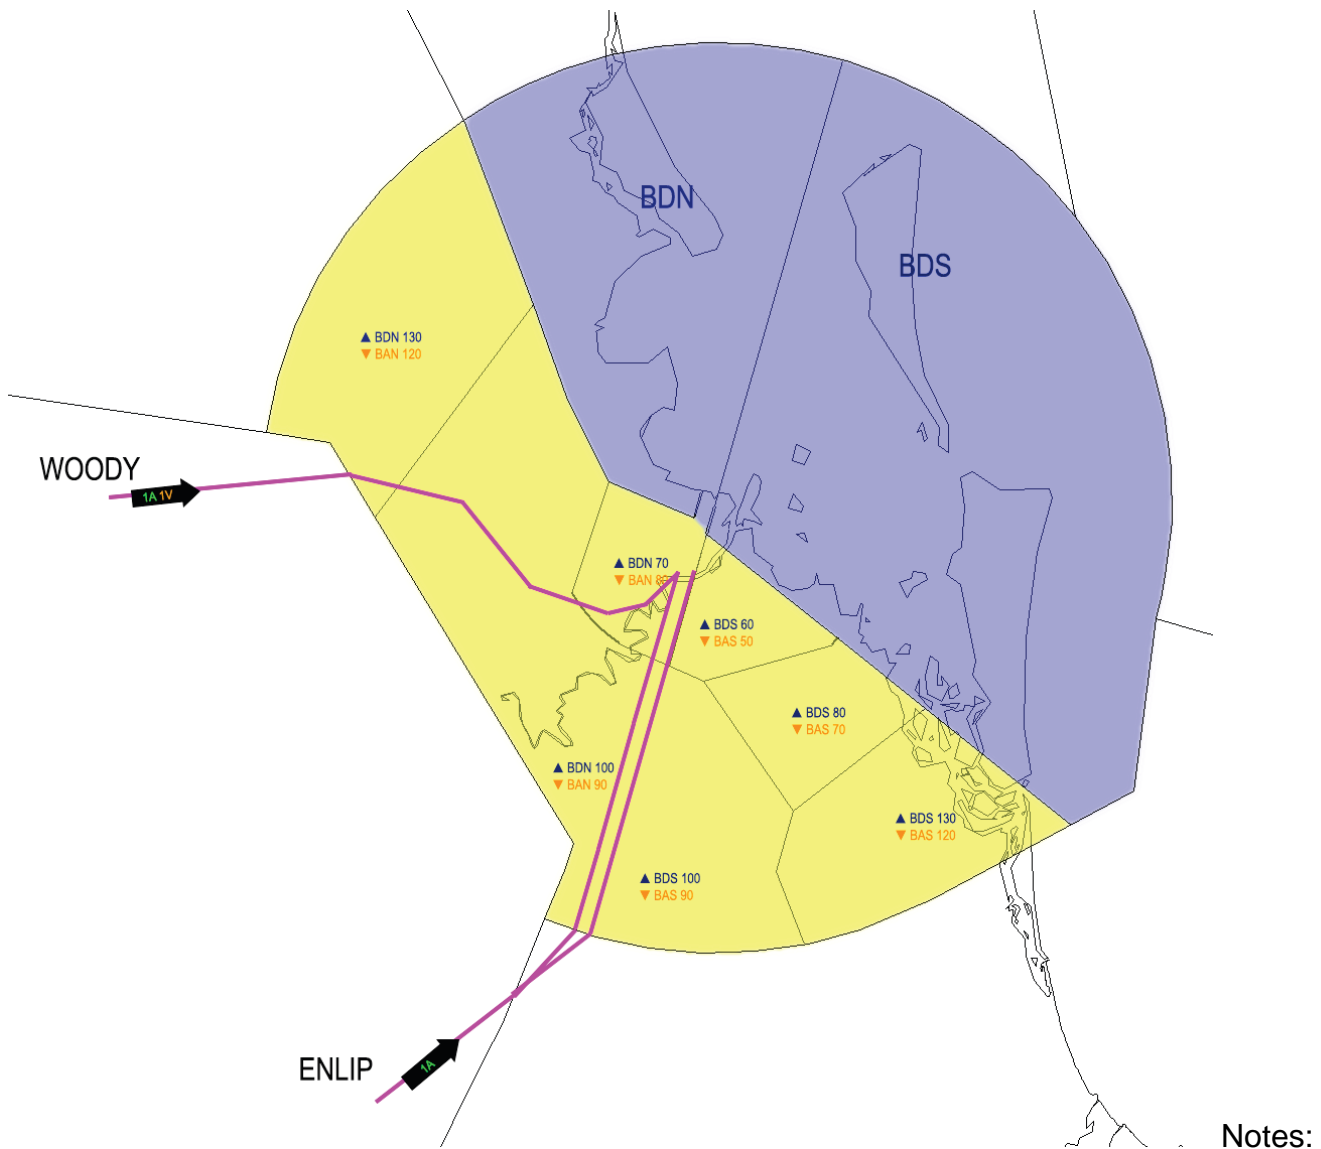 BDN
BDS
▲ BDN 130
▼ BAN 120
WOODY
1A 1V
▲ BDN 70
▼ BAN
▲ BDS 60
▼ BAS 50
▲ BDS 80
▼ BAS 70
▲ BDN 100
▼ BAN 90
▲ BDS 130
▼ BAS 120
▲ BDS 100
▼ BAS 90
ENLIP
1A
Notes: